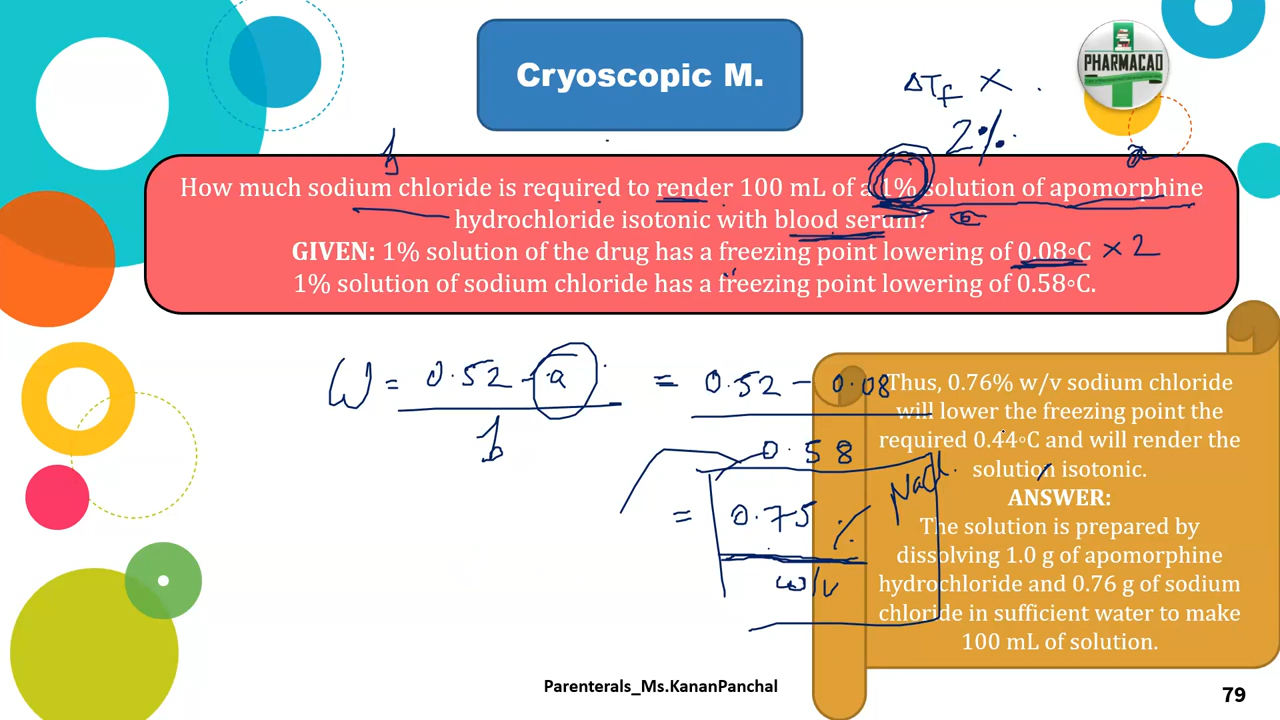 Cryoscopic M.
PHARMACAD
ΔTf ×
2%
b
How much sodium chloride is required to render 100 mL of a 1% solution of apomorphine
hydrochloride isotonic with blood serum?
GIVEN: 1% solution of the drug has a freezing point lowering of 0.08◦C × 2
1% solution of sodium chloride has a freezing point lowering of 0.58◦C.
W = 0.52 - a / b = 0.52 - 0.08 / 0.58
= 0.75 % NaCl.
w/v
Thus, 0.76% w/v sodium chloride
will lower the freezing point the
required 0.44◦C and will render the
solution isotonic.
ANSWER:
The solution is prepared by
dissolving 1.0 g of apomorphine
hydrochloride and 0.76 g of sodium
chloride in sufficient water to make
100 mL of solution.
Parenterals_Ms.KananPanchal
79